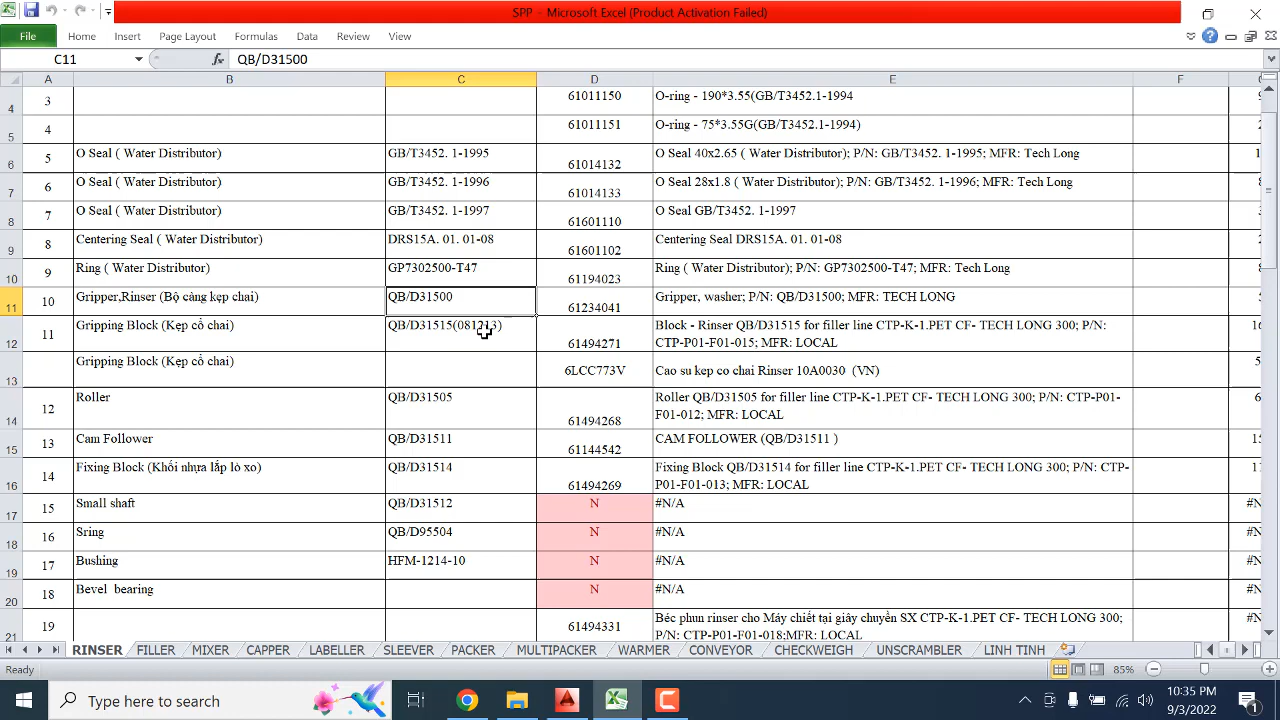 SPP - Microsoft Excel (Product Activation Failed)
File Home Insert Page Layout Formulas Data Review View
C11 fx QB/D31500
A B C D E F
4 3 61011150 O-ring - 190*3.55(GB/T3452.1-1994
5 4 61011151 O-ring - 75*3.55G(GB/T3452.1-1994)
6 5 O Seal ( Water Distributor) GB/T3452. 1-1995 61014132 O Seal 40x2.65 ( Water Distributor); P/N: GB/T3452. 1-1995; MFR: Tech Long
7 6 O Seal ( Water Distributor) GB/T3452. 1-1996 61014133 O Seal 28x1.8 ( Water Distributor); P/N: GB/T3452. 1-1996; MFR: Tech Long
8 7 O Seal ( Water Distributor) GB/T3452. 1-1997 61601110 O Seal GB/T3452. 1-1997
9 8 Centering Seal ( Water Distributor) DRS15A. 01. 01-08 61601102 Centering Seal DRS15A. 01. 01-08
10 9 Ring ( Water Distributor) GP7302500-T47 61194023 Ring ( Water Distributor); P/N: GP7302500-T47; MFR: Tech Long
11 10 Gripper,Rinser (Bộ càng kẹp chai) QB/D31500 61234041 Gripper, washer; P/N: QB/D31500; MFR: TECH LONG
12 11 Gripping Block (Kẹp cổ chai) QB/D31515(081213) 61494271 Block - Rinser QB/D31515 for filler line CTP-K-1.PET CF- TECH LONG 300; P/N:
CTP-P01-F01-015; MFR: LOCAL
13 Gripping Block (Kẹp cổ chai) 6LCC773V Cao su kep co chai Rinser 10A0030 (VN)
14 12 Roller QB/D31505 61494268 Roller QB/D31505 for filler line CTP-K-1.PET CF- TECH LONG 300; P/N: CTP-P01-
F01-012; MFR: LOCAL
15 13 Cam Follower QB/D31511 61144542 CAM FOLLOWER (QB/D31511 )
16 14 Fixing Block (Khối nhựa lắp lò xo) QB/D31514 61494269 Fixing Block QB/D31514 for filler line CTP-K-1.PET CF- TECH LONG 300; P/N: CTP-
P01-F01-013; MFR: LOCAL
17 15 Small shaft QB/D31512 N #N/A
18 16 Sring QB/D95504 N #N/A
19 17 Bushing HFM-1214-10 N #N/A
20 18 Bevel bearing N #N/A
21 19 61494331 Béc phun rinser cho Máy chiết tại giây chuyền SX CTP-K-1.PET CF- TECH LONG 300;
P/N: CTP-P01-F01-018;MFR: LOCAL
RINSER FILLER MIXER CAPPER LABELLER SLEEVER PACKER MULTIPACKER WARMER CONVEYOR CHECKWEIGH UNSCRAMBLER LINH TINH
Ready 85%
Type here to search
10:35 PM
9/3/2022
1